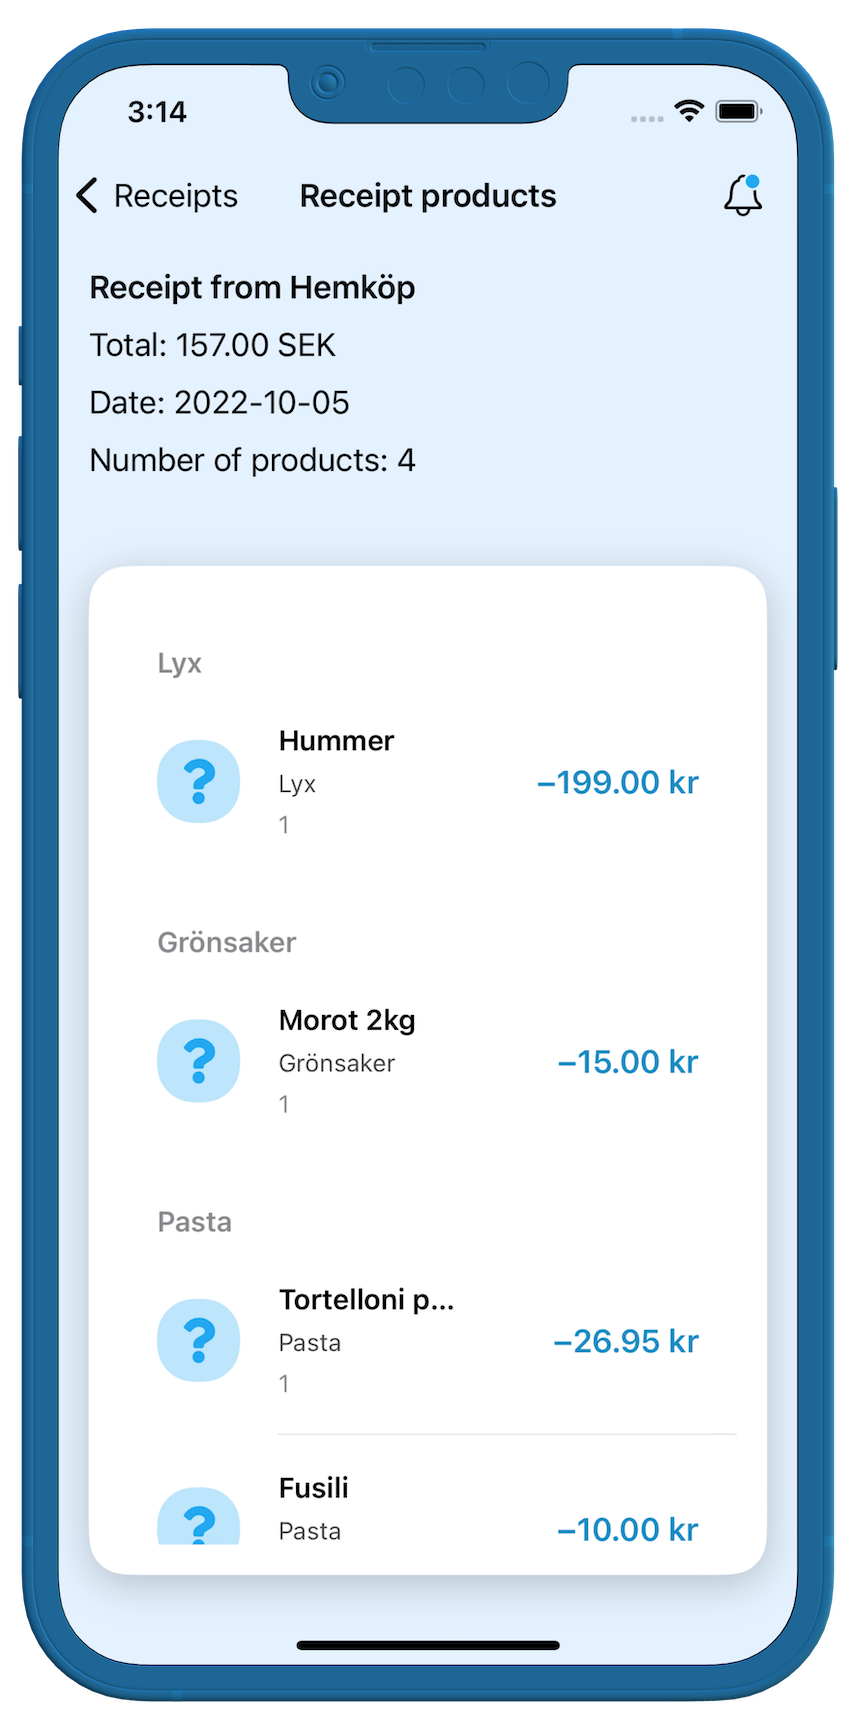 3:14
Receipts
Receipt products
Receipt from Hemköp
Total: 157.00 SEK
Date: 2022-10-05
Number of products: 4
Lyx
Hummer
Lyx
−199.00 kr
1
Grönsaker
Morot 2kg
Grönsaker
−15.00 kr
1
Pasta
Tortelloni p...
Pasta
−26.95 kr
1
Fusili
Pasta
−10.00 kr